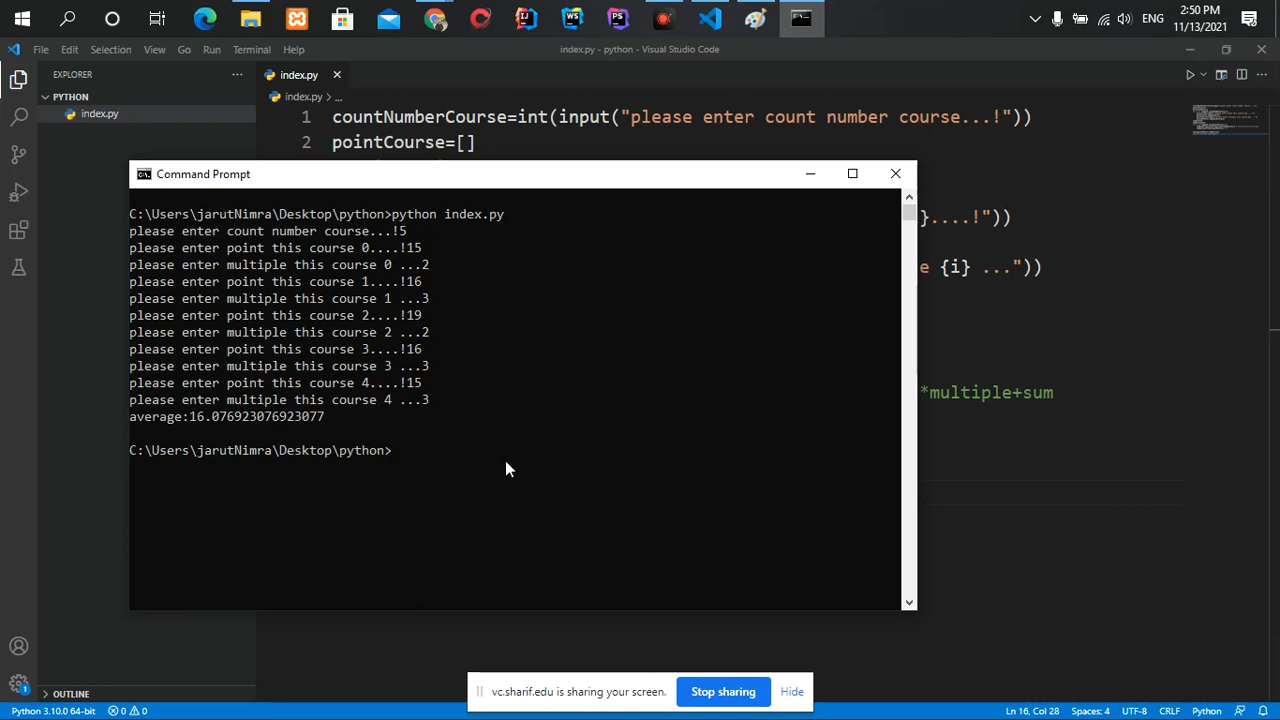 ENG
2:50 PM
11/13/2021
File Edit Selection View Go Run Terminal Help
index.py - python - Visual Studio Code
EXPLORER
index.py
PYTHON
index.py > ...
index.py
1 countNumberCourse=int(input("please enter count number course...!"))
2 pointCourse=[]
Command Prompt
C:\Users\jarutNimra\Desktop\python>python index.py
please enter count number course...!5
please enter point this course 0....!15
please enter multiple this course 0 ...2
please enter point this course 1....!16
please enter multiple this course 1 ...3
please enter point this course 2....!19
please enter multiple this course 2 ...2
please enter point this course 3....!16
please enter multiple this course 3 ...3
please enter point this course 4....!15
please enter multiple this course 4 ...3
average:16.076923076923077
C:\Users\jarutNimra\Desktop\python>
}....!"))
e {i} ..."))
*multiple+sum
vc.sharif.edu is sharing your screen. Stop sharing Hide
OUTLINE
1
Python 3.10.0 64-bit 0 0 Ln 16, Col 28 Spaces: 4 UTF-8 CRLF Python